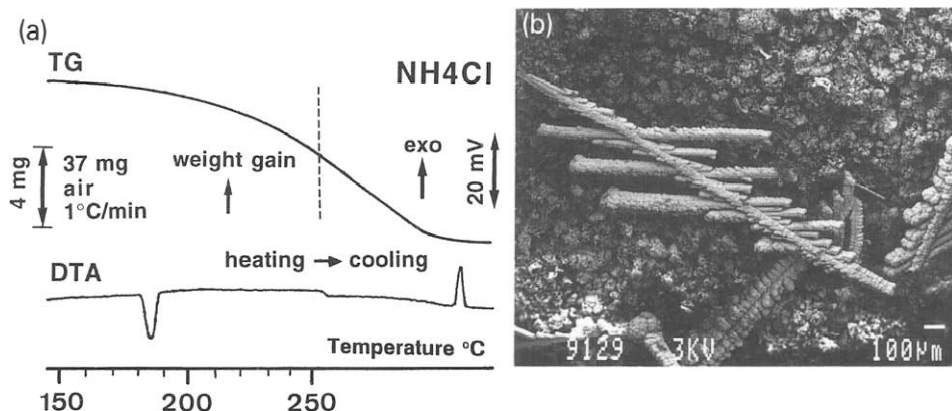 (a)
TG
NH4Cl
4 mg
37 mg
air
1°C/min
weight gain
exo
20 mV
heating → cooling
DTA
Temperature °C
150
200
250
(b)
9129 3KV 100µm